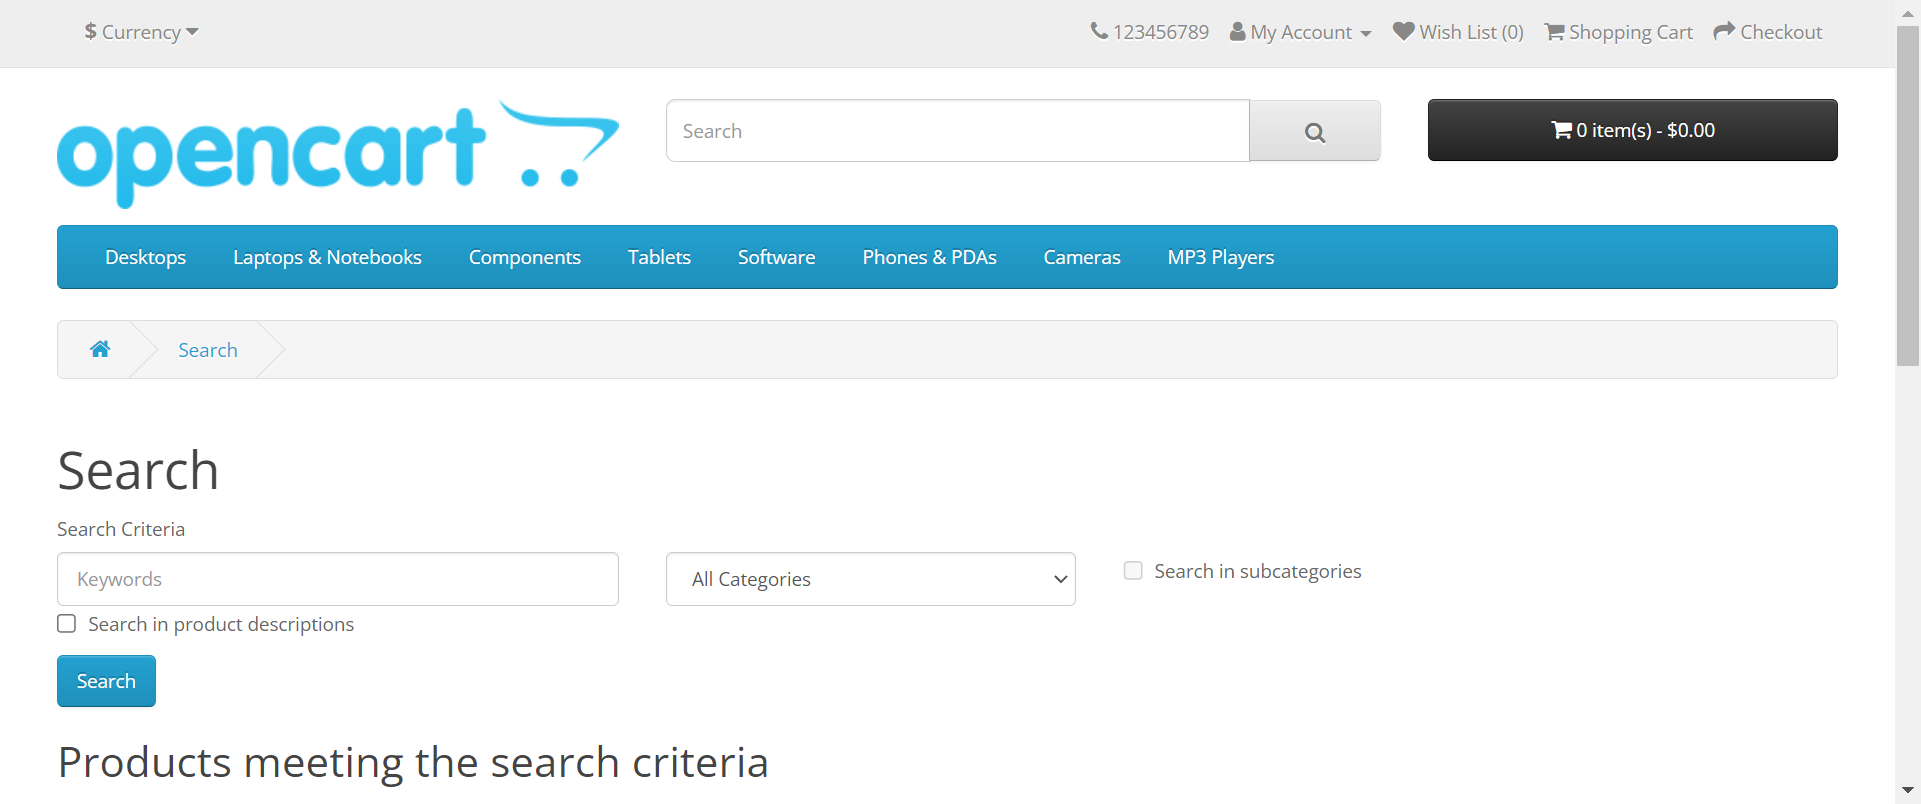 $ Currency 123456789 My Account Wish List (0) Shopping Cart Checkout
opencart Search 0 item(s) - $0.00
Desktops Laptops & Notebooks Components Tablets Software Phones & PDAs Cameras MP3 Players
Search
Search
Search Criteria
Keywords All Categories Search in subcategories
Search in product descriptions
Search
Products meeting the search criteria